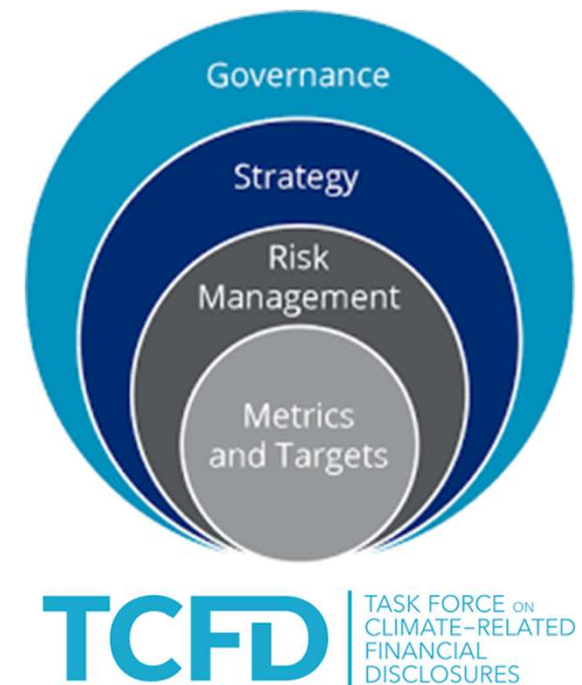 Governance
Strategy
Risk
Management
Metrics
and Targets
TCFD
TASK FORCE ON
CLIMATE-RELATED
FINANCIAL
DISCLOSURES